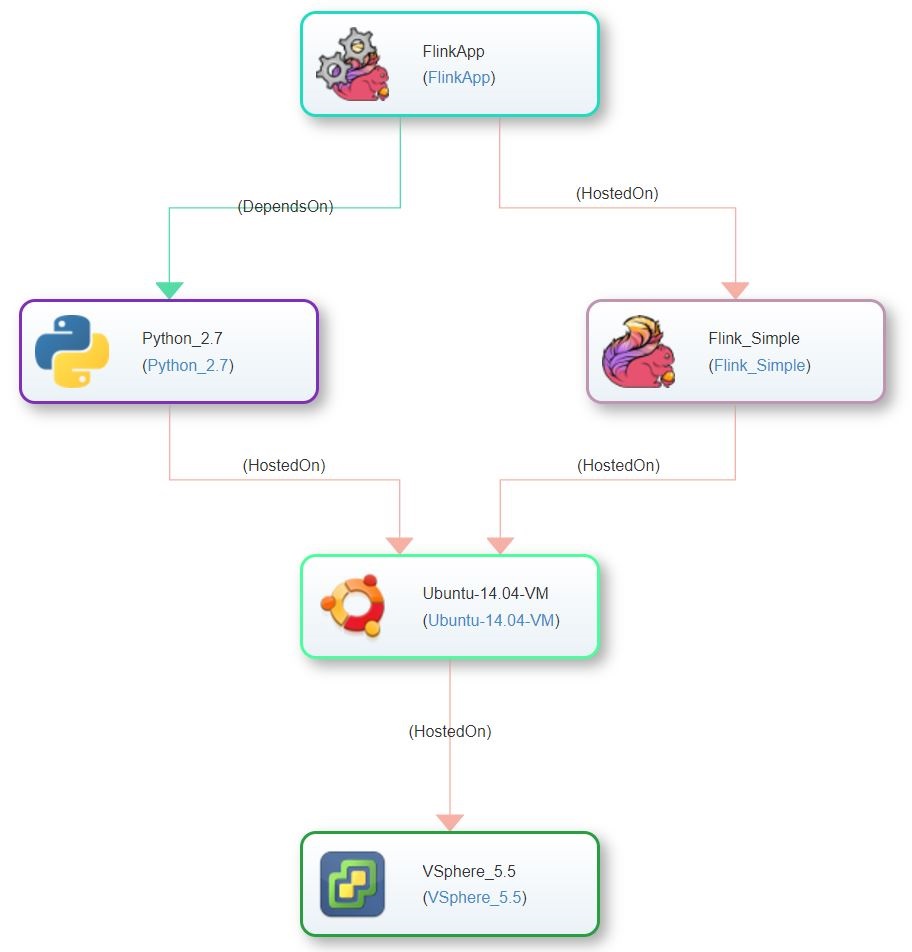 FlinkApp
(FlinkApp)
(DependsOn)
(HostedOn)
Python_2.7
(Python_2.7)
Flink_Simple
(Flink_Simple)
(HostedOn)
(HostedOn)
Ubuntu-14.04-VM
(Ubuntu-14.04-VM)
(HostedOn)
VSphere_5.5
(VSphere_5.5)